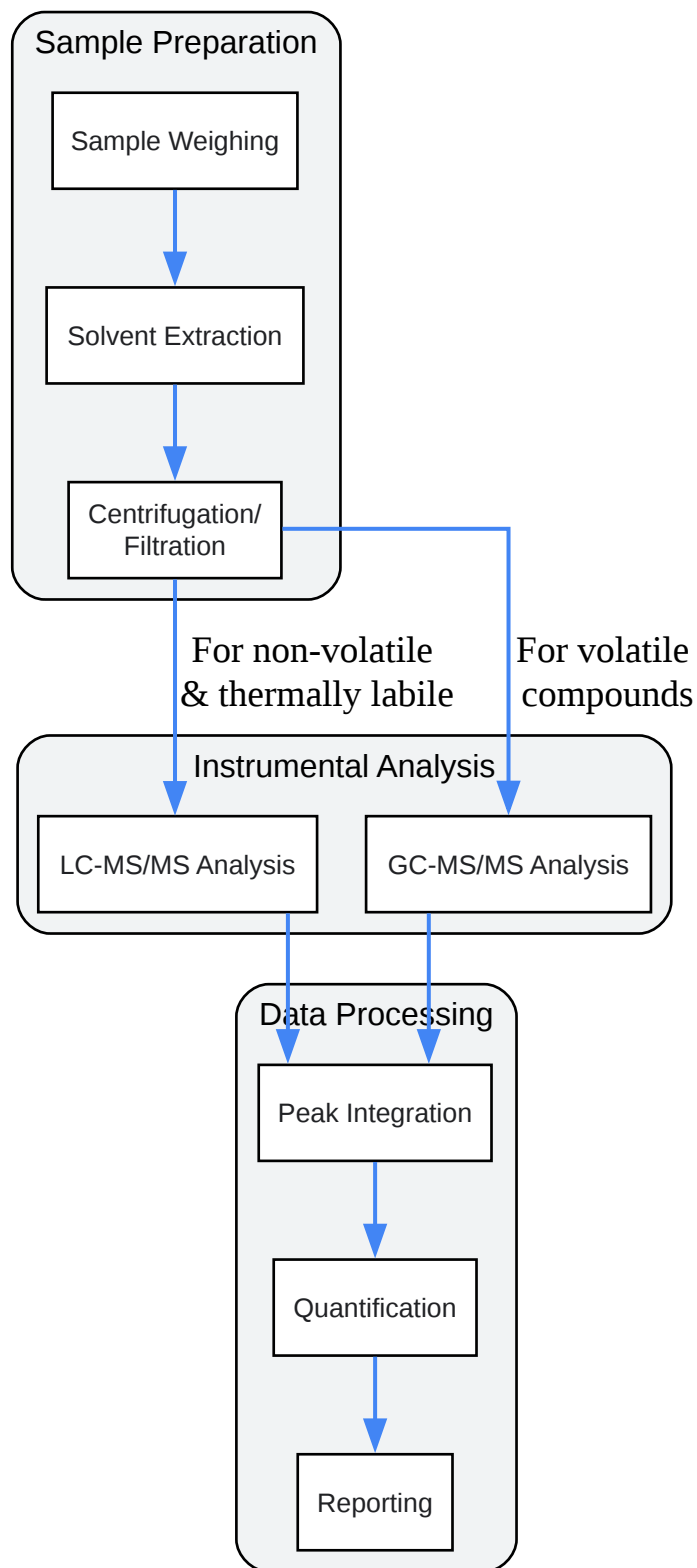 Sample Preparation
Sample Weighing
Solvent Extraction
Centrifugation/
Filtration
For non-volatile
& thermally labile
For volatile
compounds
Instrumental Analysis
LC-MS/MS Analysis
GC-MS/MS Analysis
Data Processing
Peak Integration
Quantification
Reporting